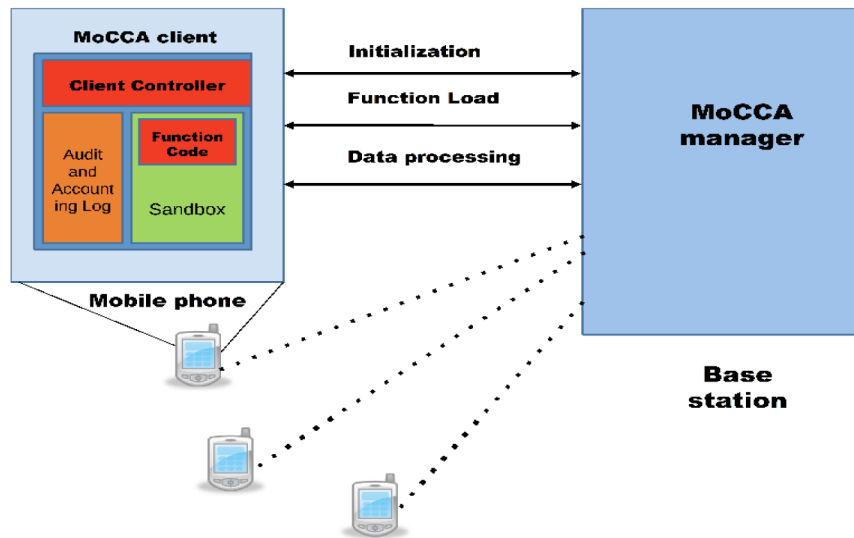 MoCCA client
Client Controller
Audit
and
Account
ing Log
Function
Code
Sandbox
Mobile phone
Initialization
Function Load
Data processing
MoCCA
manager
Base
station